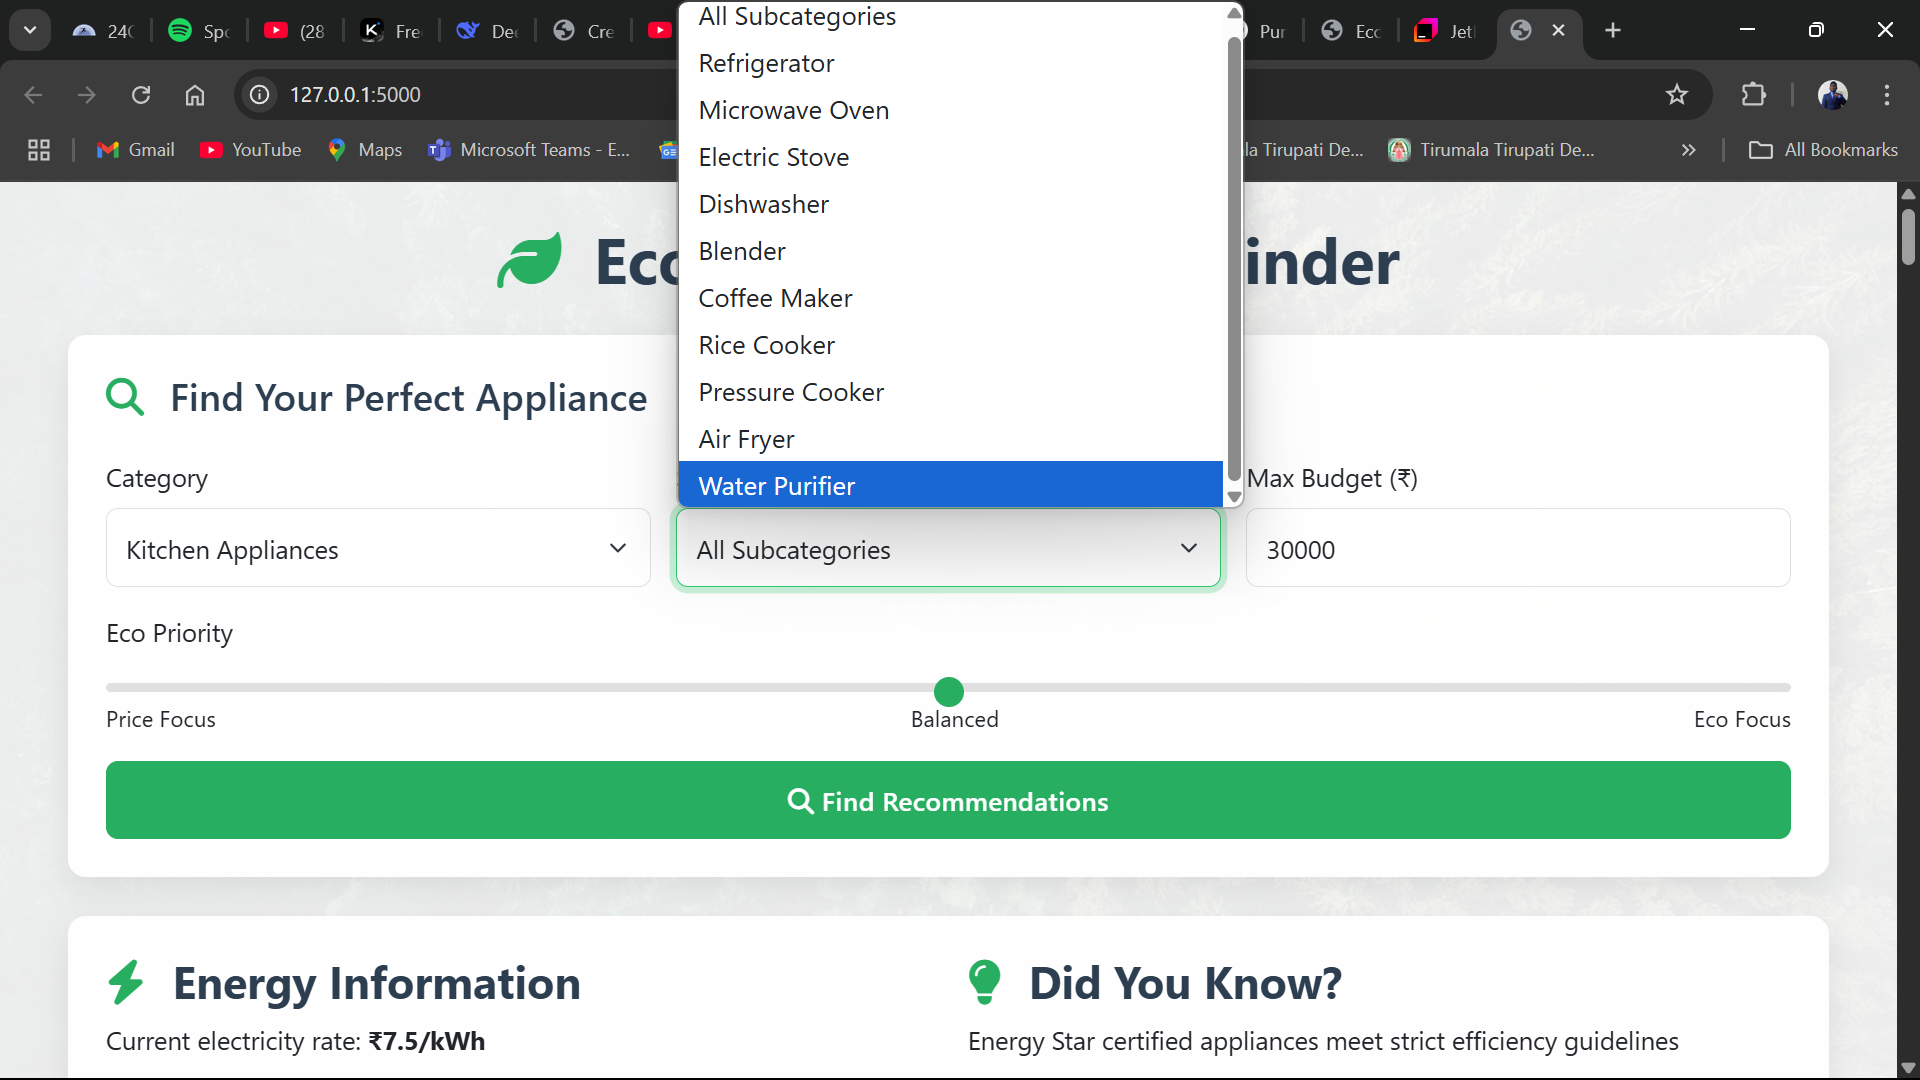 240
Spo
(28
Fre
De
Cre
Pur
Ecc
Jetl
127.0.0.1:5000
Gmail
YouTube
Maps
Microsoft Teams - E...
la Tirupati De...
Tirumala Tirupati De...
All Bookmarks
All Subcategories
Refrigerator
Microwave Oven
Electric Stove
Dishwasher
Blender
Coffee Maker
Rice Cooker
Pressure Cooker
Air Fryer
Water Purifier
Eco
inder
Find Your Perfect Appliance
Category
Max Budget (₹)
Kitchen Appliances
All Subcategories
30000
Eco Priority
Price Focus
Balanced
Eco Focus
Find Recommendations
Energy Information
Did You Know?
Current electricity rate: ₹7.5/kWh
Energy Star certified appliances meet strict efficiency guidelines